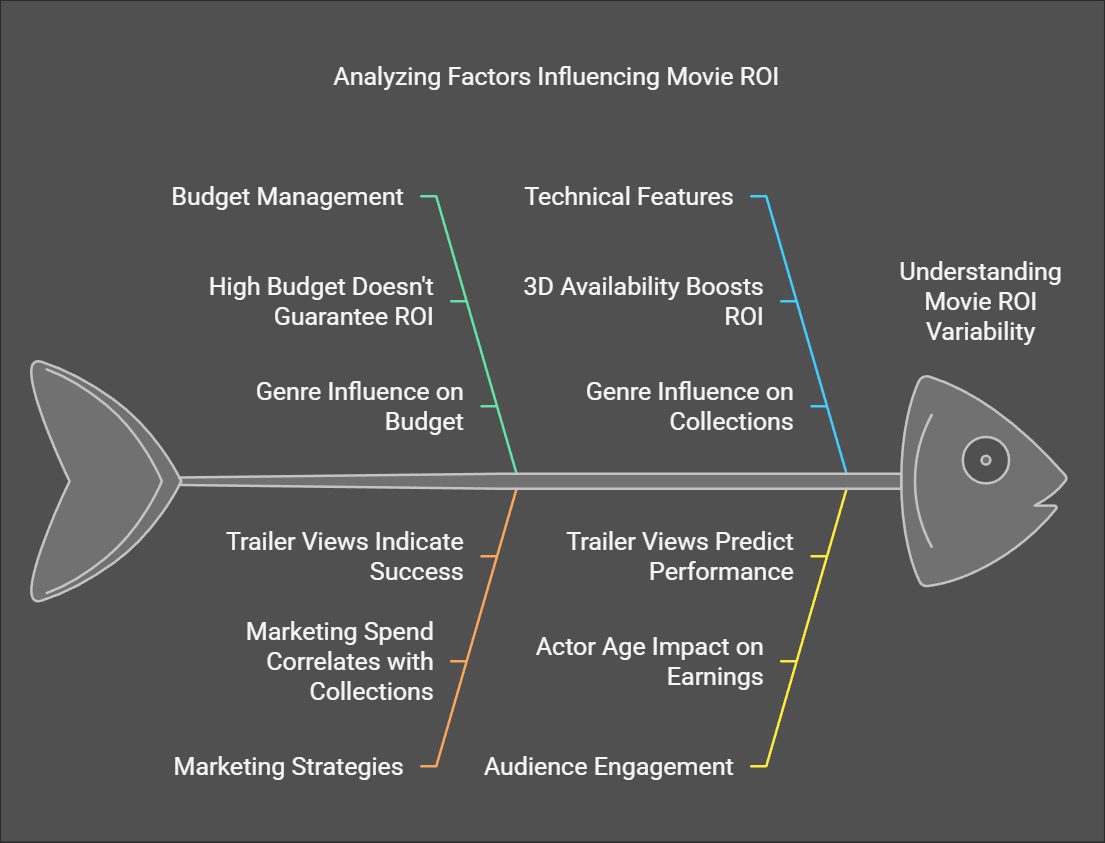 Analyzing Factors Influencing Movie ROI
Budget Management
High Budget Doesn't
Guarantee ROI
Genre Influence on
Budget
Technical Features
3D Availability Boosts
ROI
Genre Influence on
Collections
Understanding
Movie ROI
Variability
Trailer Views Indicate
Success
Marketing Spend
Correlates with
Collections
Marketing Strategies
Trailer Views Predict
Performance
Actor Age Impact on
Earnings
Audience Engagement